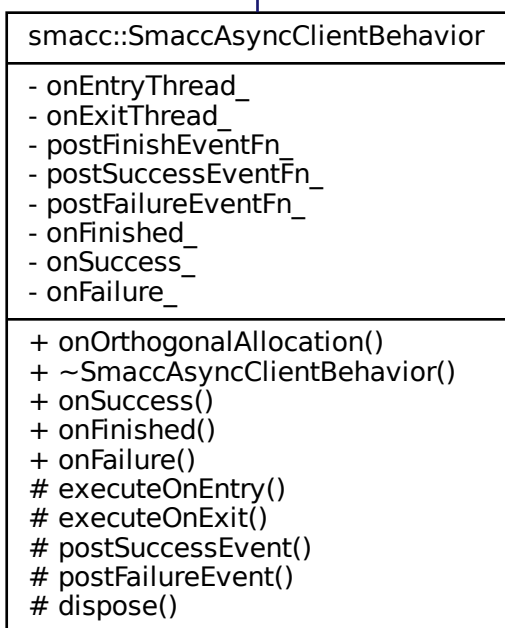 smacc::SmaccAsyncClientBehavior
- onEntryThread_
- onExitThread_
- postFinishEventFn_
- postSuccessEventFn_
- postFailureEventFn_
- onFinished_
- onSuccess_
- onFailure_
+ onOrthogonalAllocation()
+ ~SmaccAsyncClientBehavior()
+ onSuccess()
+ onFinished()
+ onFailure()
# executeOnEntry()
# executeOnExit()
# postSuccessEvent()
# postFailureEvent()
# dispose()